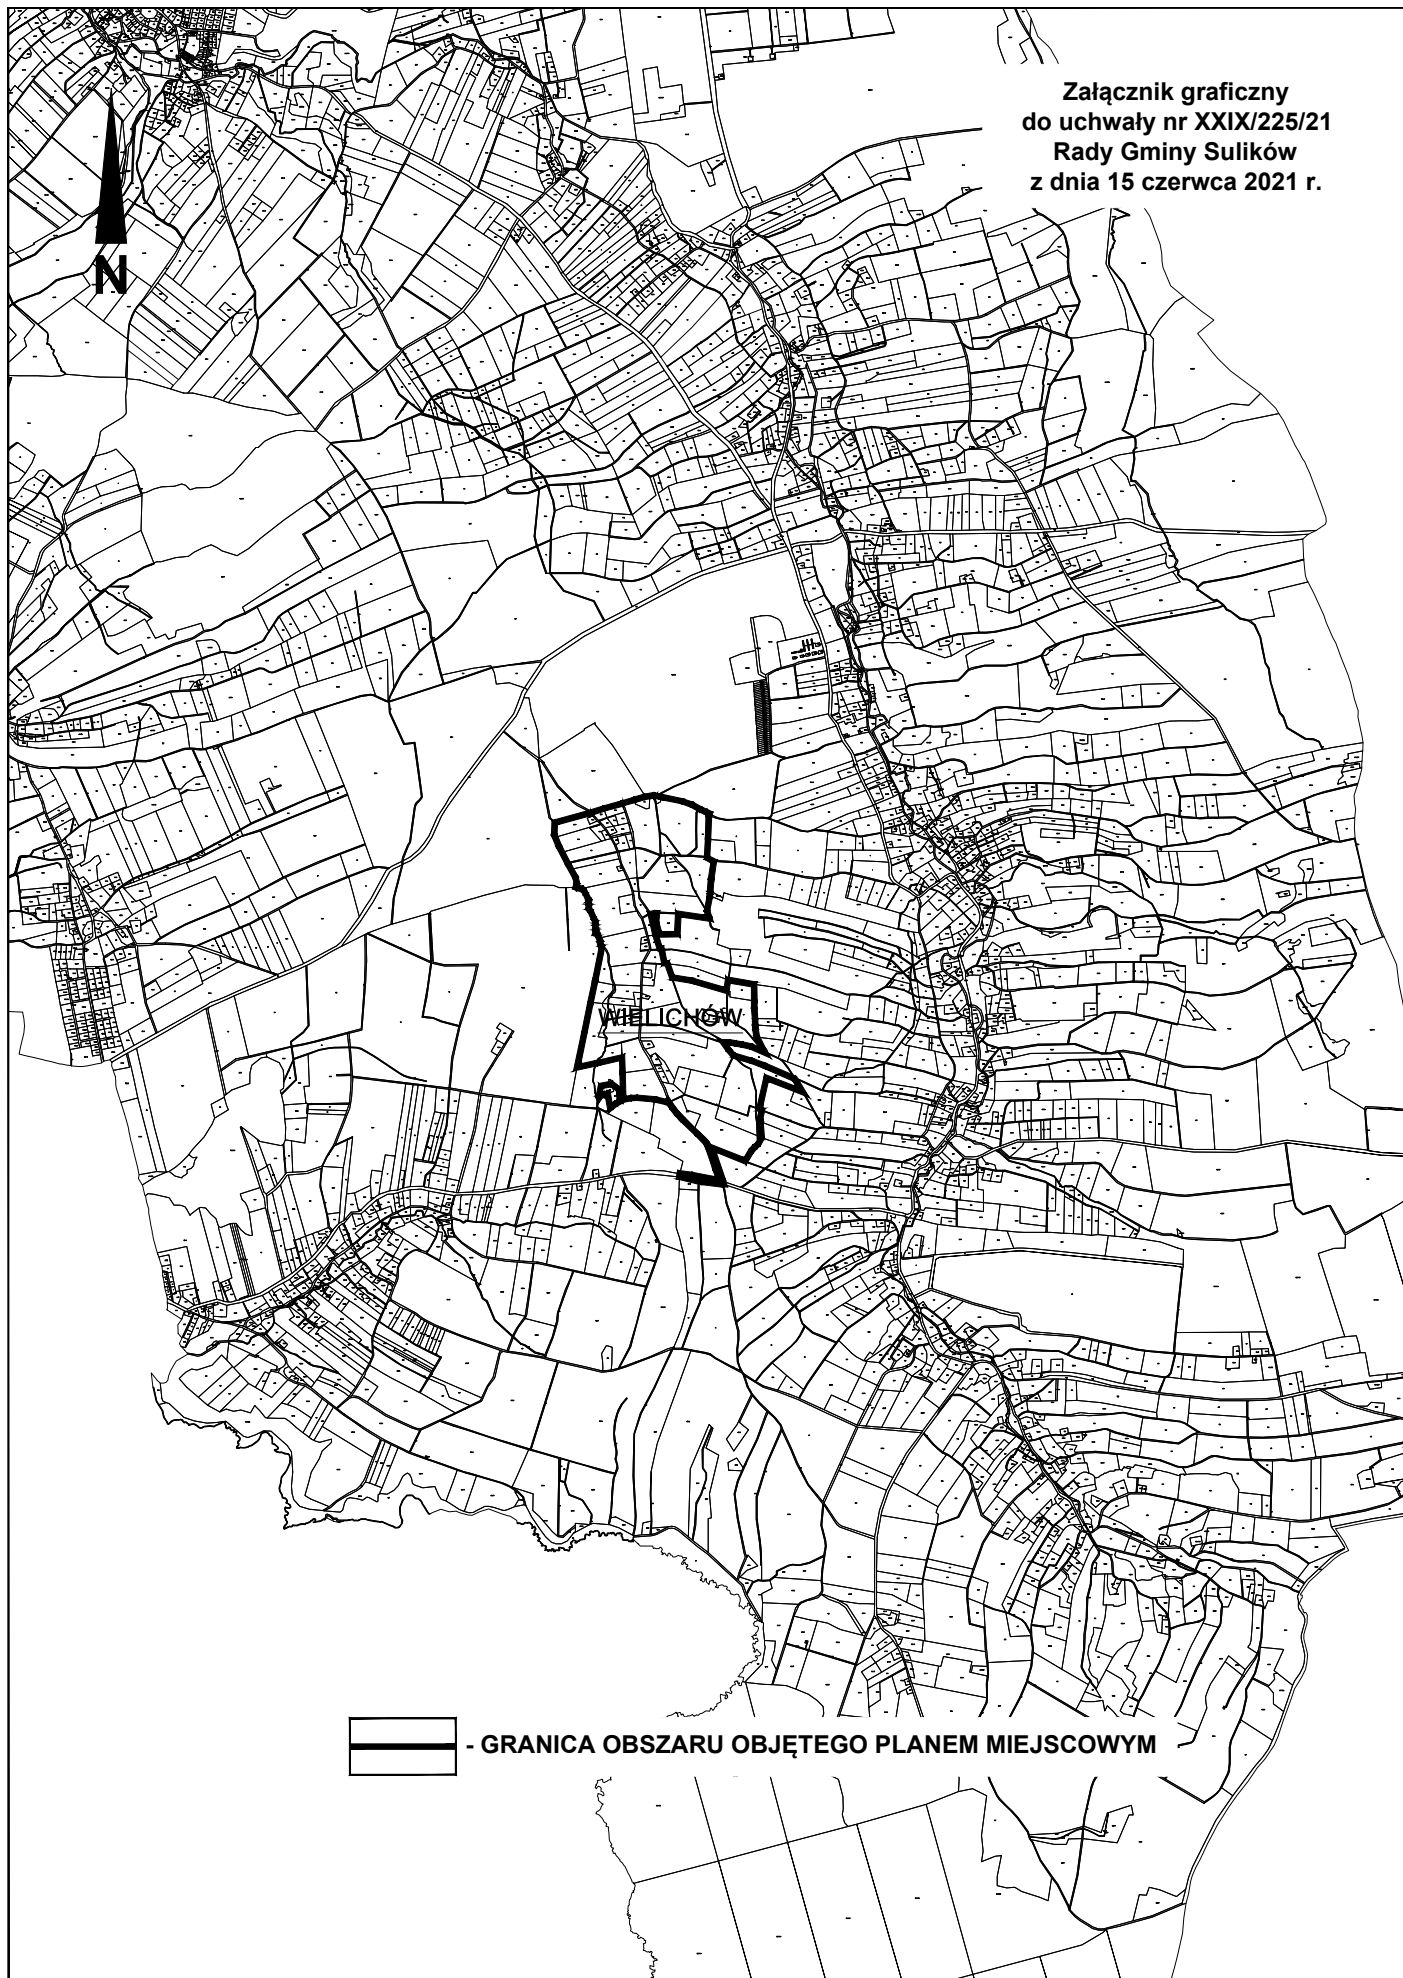 Załącznik graficzny
do uchwały nr XXIX/225/21
Rady Gminy Sulików
z dnia 15 czerwca 2021 r.
N
WIELICHÓW
- GRANICA OBSZARU OBJĘTEGO PLANEM MIEJSCOWYM